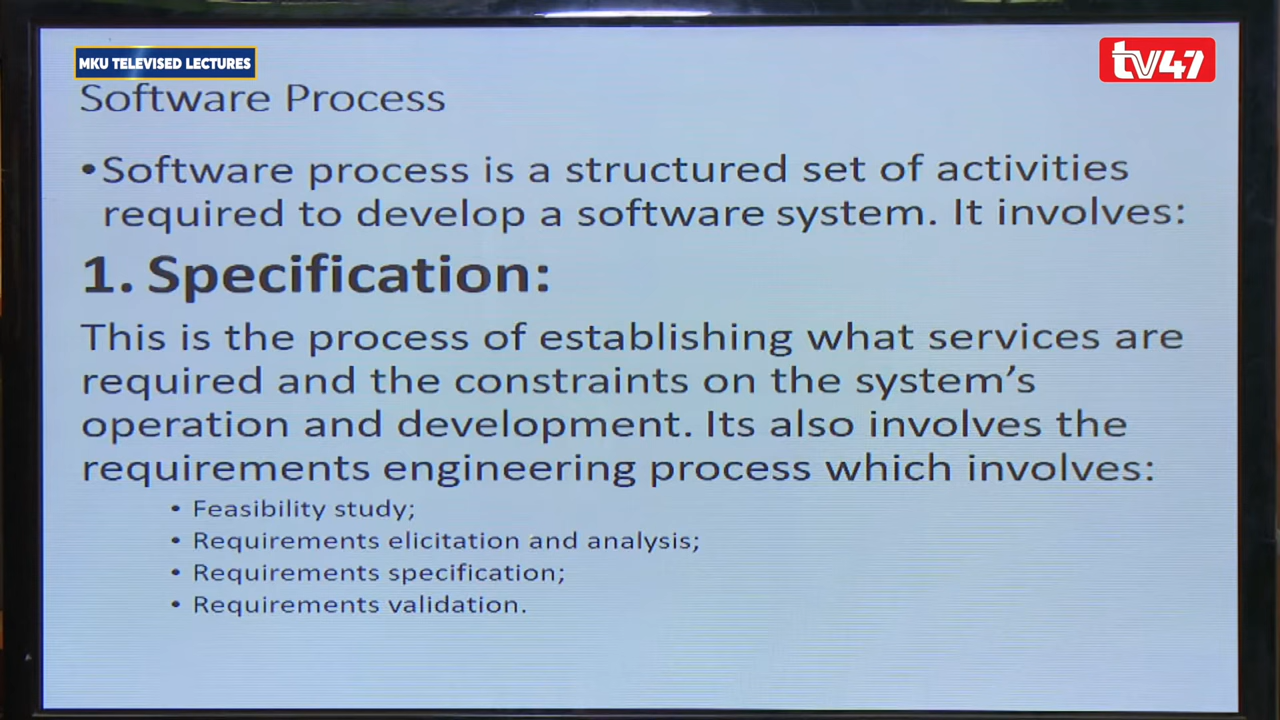 MKU TELEVISED LECTURES
tv47
Software Process
•Software process is a structured set of activities
required to develop a software system. It involves:
1. Specification:
This is the process of establishing what services are
required and the constraints on the system’s
operation and development. Its also involves the
requirements engineering process which involves:
• Feasibility study;
• Requirements elicitation and analysis;
• Requirements specification;
• Requirements validation.